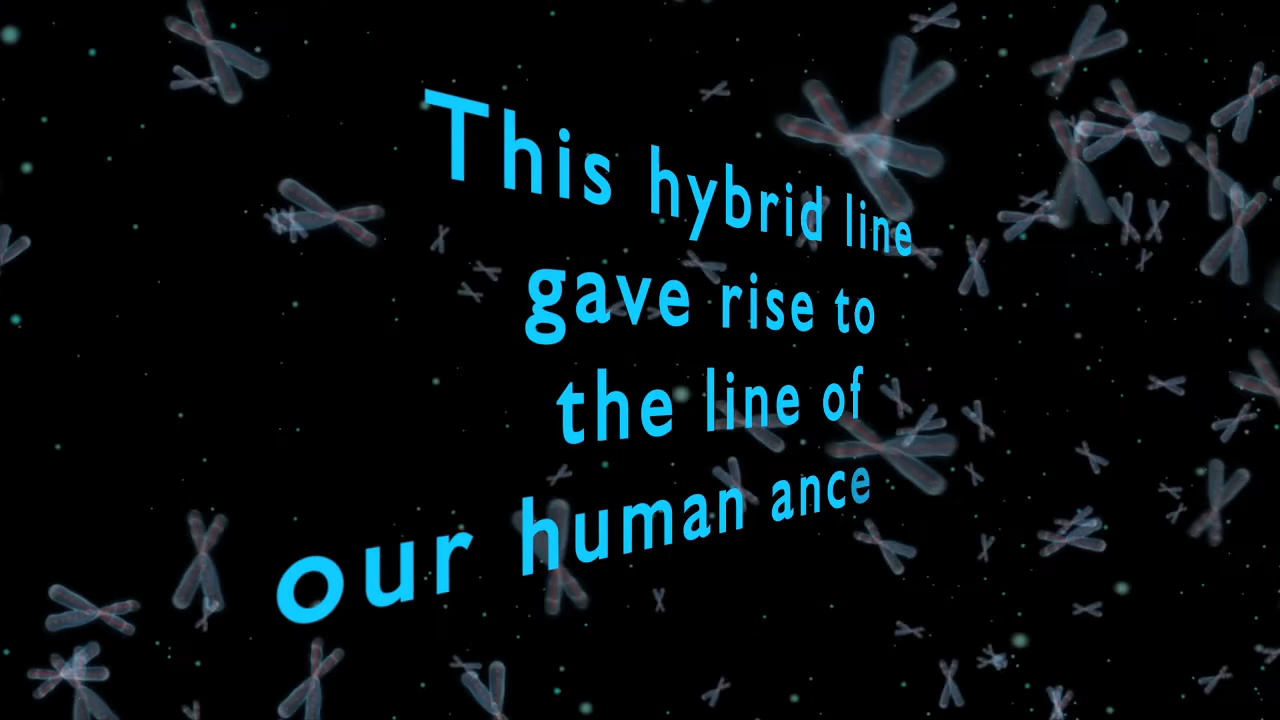 This hybrid line
gave rise to
the line of
our human ance